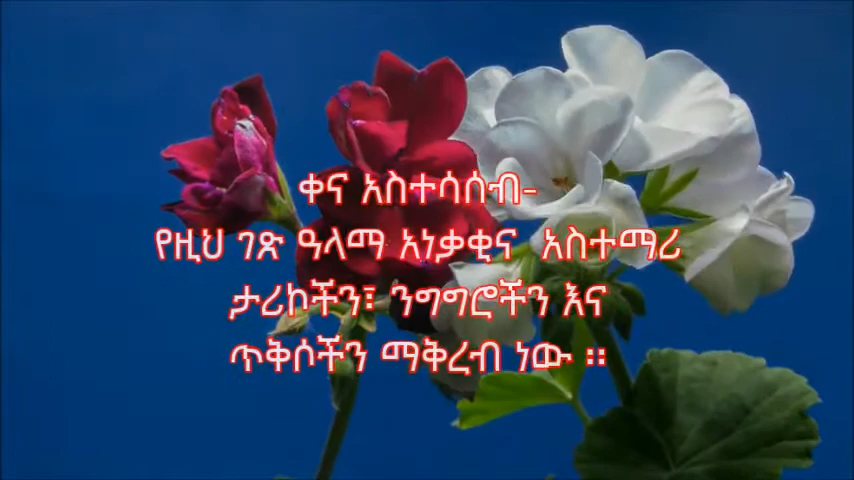 ቀና አስተሳሰብ-
የዚህ ገጽ ዓላማ አነቃቂና አስተማሪ
ታሪኮችን፣ ንግግሮችን እና
ጥቅሶችን ማቅረብ ነው ።